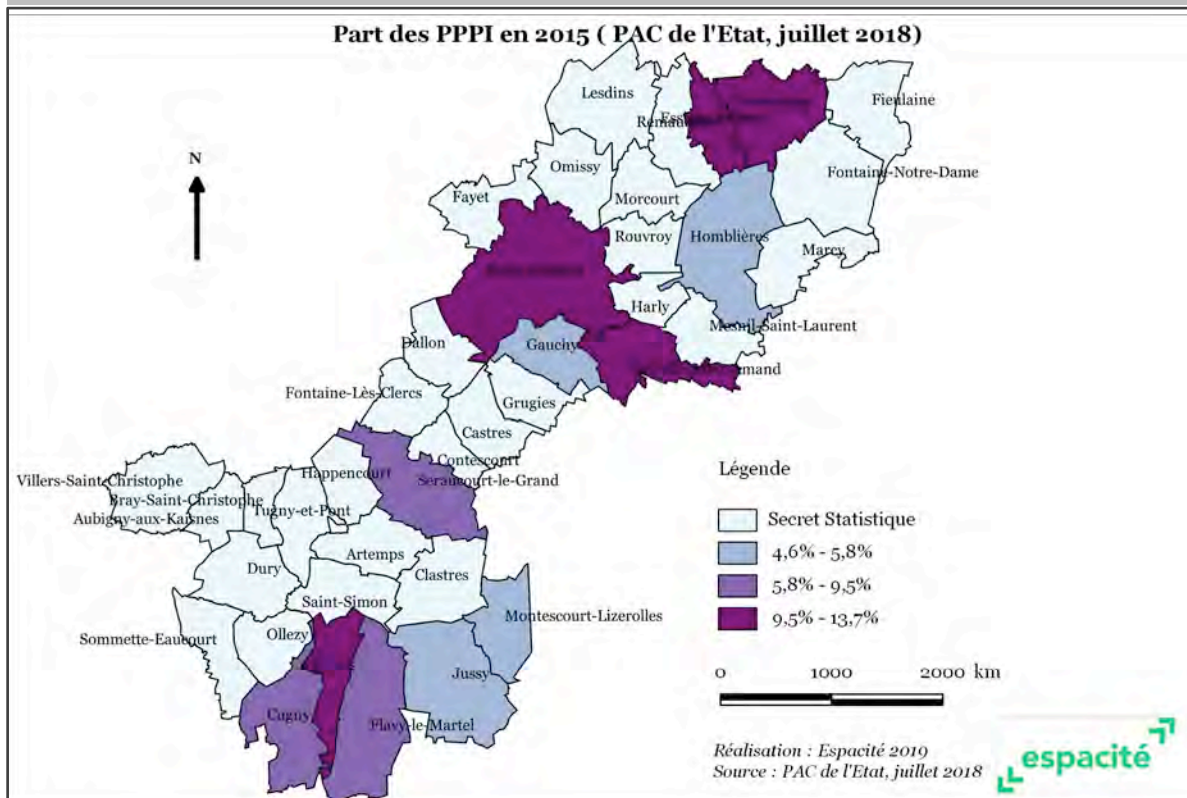 Part des PPPI en 2015 ( PAC de l'Etat, juillet 2018)
N
Lesdins
Fieulaine
Omissy
Fontaine-Notre-Dame
Fayet
Morcourt
Rouvroy
Homblières
Marcy
Harly
Mesnil-Saint-Laurent
Dallon
Gauchy
Fontaine-Lès-Clercs
Grugies
Castres
Contescourt
Happencourt
Seraucourt-le-Grand
Villers-Saint-Christophe
Bray-Saint-Christophe
Tugny-et-Pont
Aubigny-aux-Kaisnes
Artemps
Dury
Clastres
Saint-Simon
Montescourt-Lizerolles
Sommette-Eaucourt
Ollezy
Jussy
Cugny
Flavy-le-Martel
Légende
Secret Statistique
4,6% - 5,8%
5,8% - 9,5%
9,5% - 13,7%
0 1000 2000 km
Réalisation : Espacité 2019
Source : PAC de l'Etat, juillet 2018
espacité